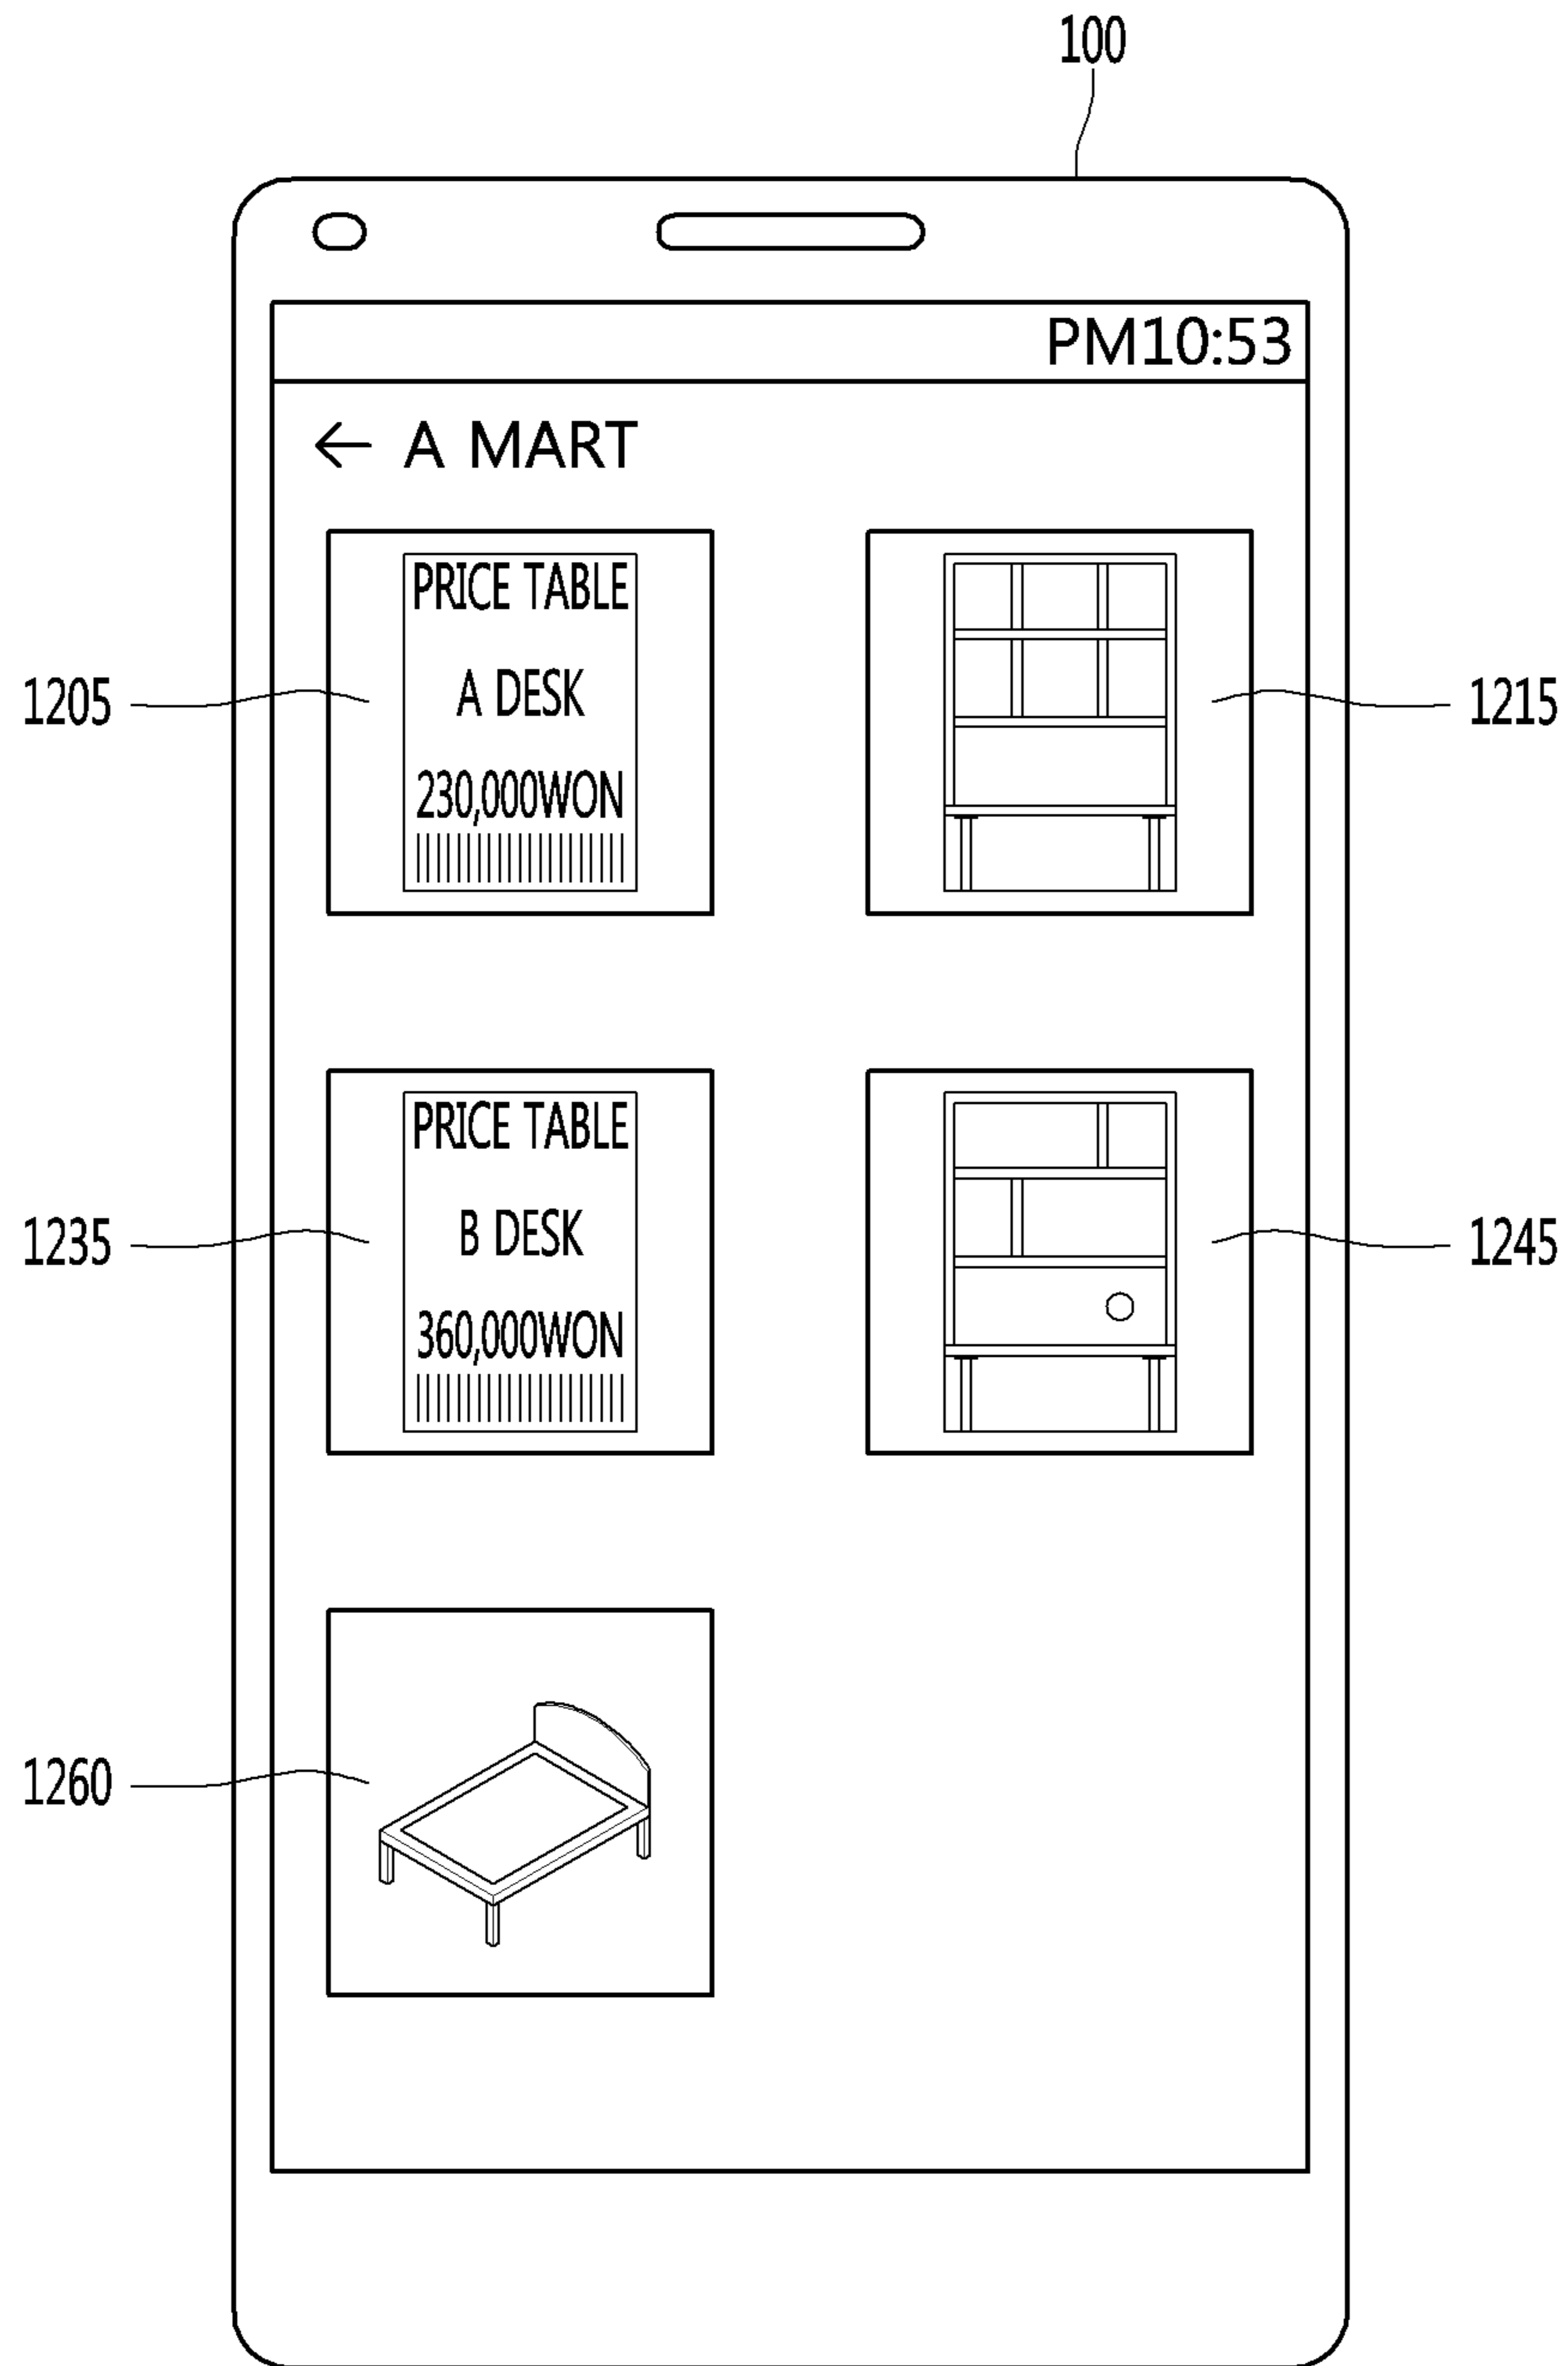 100
PM10:53
← A MART
PRICE TABLE
A DESK
230,000WON
1205
1215
PRICE TABLE
B DESK
360,000WON
1235
1245
1260